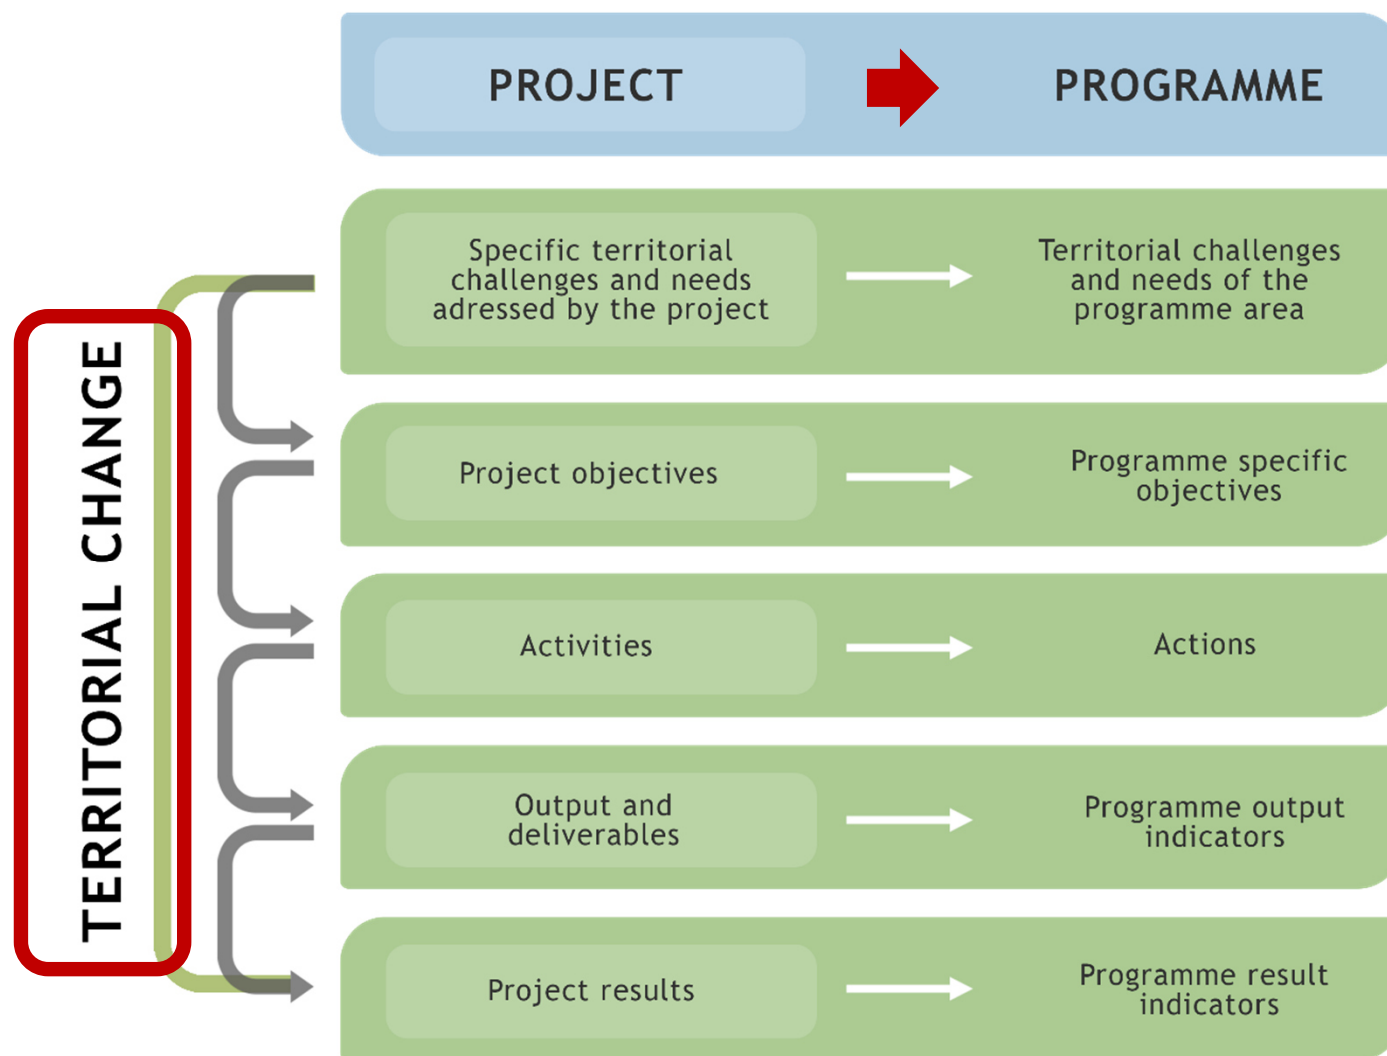 PROJECT
PROGRAMME
Specific territorial
challenges and needs
adressed by the project
Territorial challenges
and needs of the
programme area
TERRITORIAL CHANGE
Project objectives
Programme specific
objectives
Activities
Actions
Output and
deliverables
Programme output
indicators
Project results
Programme result
indicators